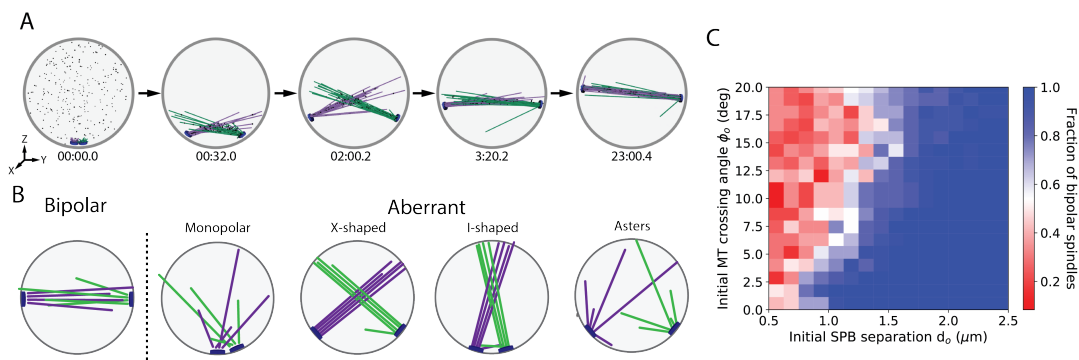 A
Z
Y
X
00:00.0
00:32.0
02:00.2
3:20.2
23:00.4
B
Bipolar
Aberrant
Monopolar
X-shaped
I-shaped
Asters
C
Initial MT crossing angle ϕₒ (deg)
20.0
17.5
15.0
12.5
10.0
7.5
5.0
2.5
0.0
0.5
1.0
1.5
2.0
2.5
Initial SPB separation dₒ (μm)
1.0
0.8
0.6
0.4
0.2
Fraction of bipolar spindles